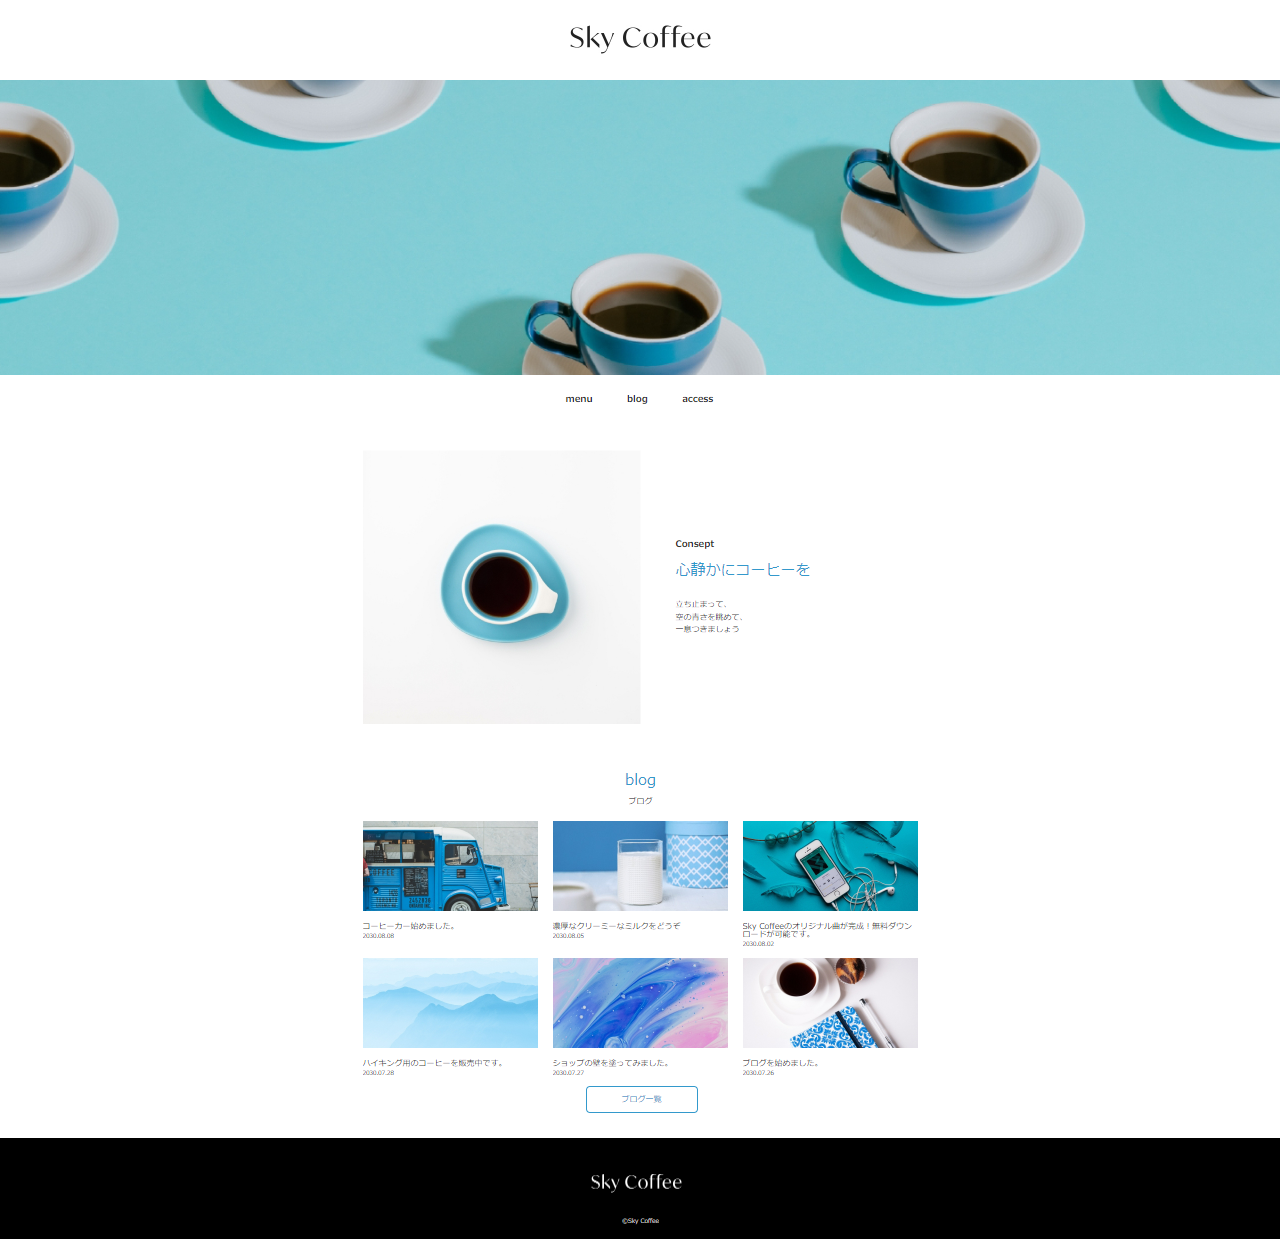 Sky Coffee
menu blog access
Consept
心静かにコーヒーを
立ち止まって、
空の青さを眺めて、
一息つきましょう
blog
ブログ
コーヒーカー始めました。
2030.08.08
濃厚なクリーミーなミルクをどうぞ
2030.08.05
Sky Coffeeのオリジナル曲が完成！無料ダウン
ロードが可能です。
2030.08.02
ハイキング用のコーヒーを販売中です。
2030.07.28
ショップの壁を塗ってみました。
2030.07.27
ブログを始めました。
2030.07.26
ブログ一覧
Sky Coffee
©Sky Coffee